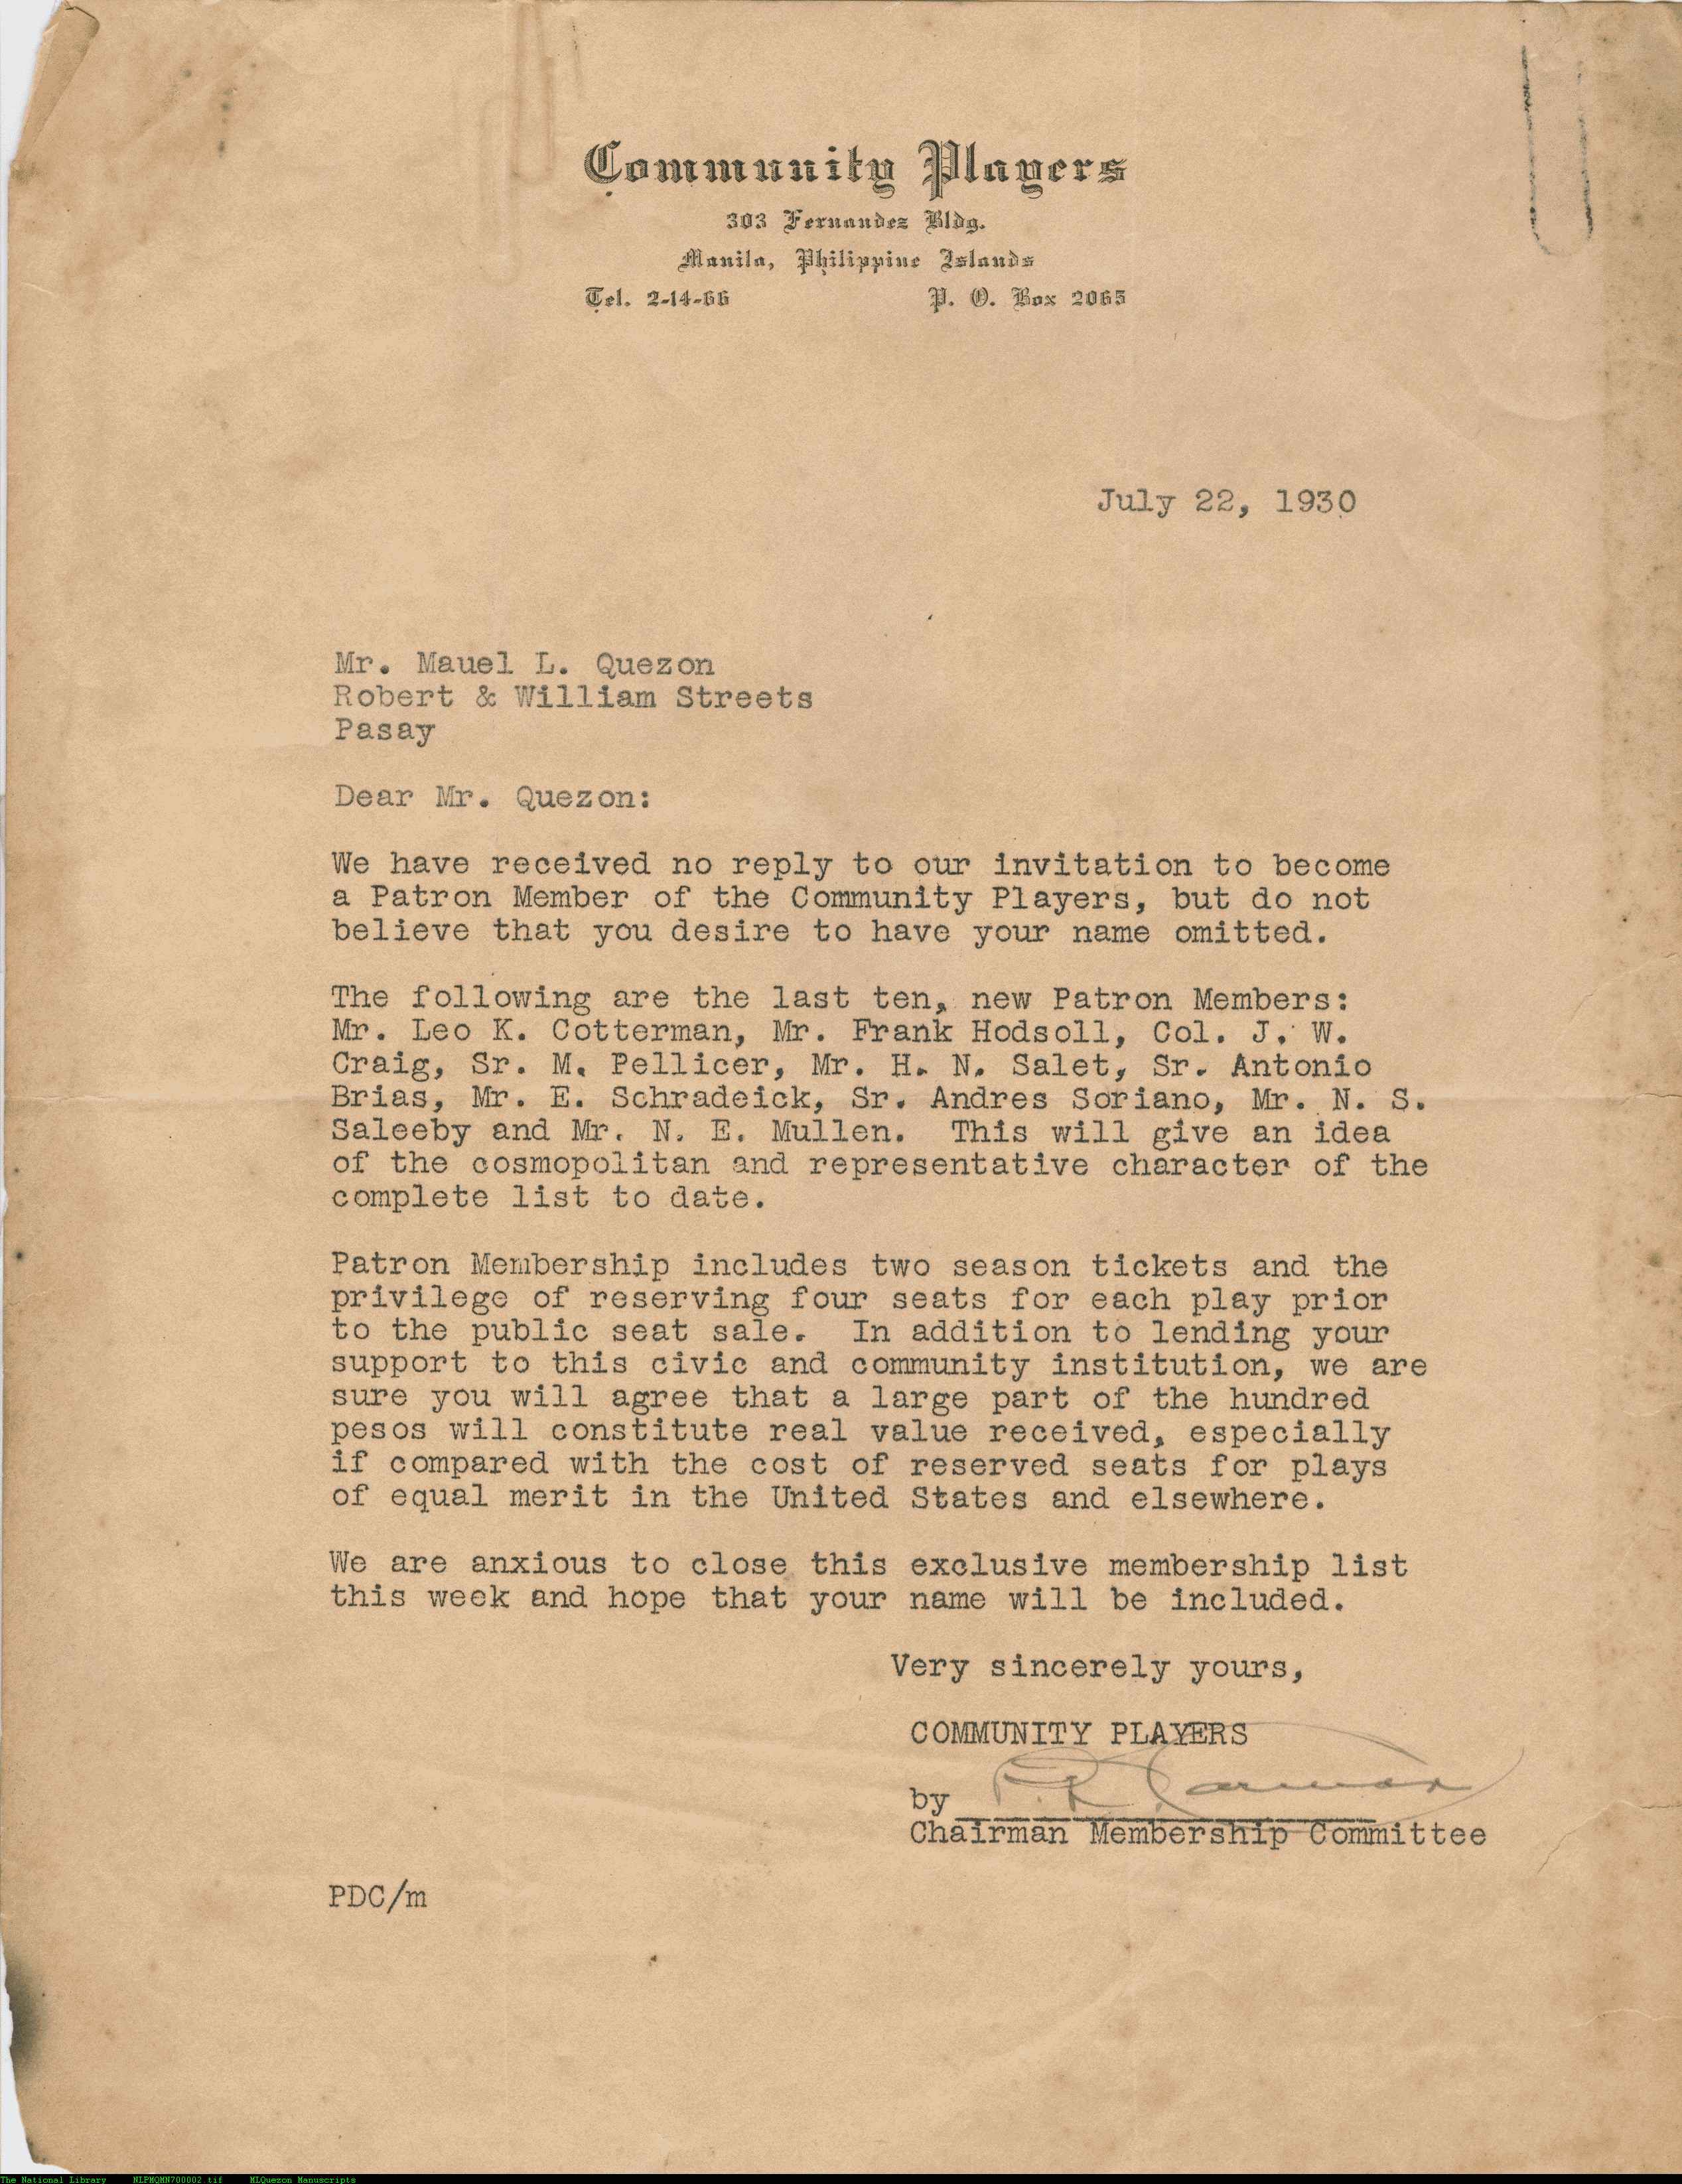 Community Players
303 Fernandez Bldg.
Manila, Philippine Islands
Tel. 2-14-66 P. O. Box 2065
July 22, 1930
Mr. Mauel L. Quezon
Robert & William Streets
Pasay
Dear Mr. Quezon:
We have received no reply to our invitation to become
a Patron Member of the Community Players, but do not
believe that you desire to have your name omitted.
The following are the last ten, new Patron Members:
Mr. Leo K. Cotterman, Mr. Frank Hodsoll, Col. J. W.
Craig, Sr. M. Pellicer, Mr. H. N. Salet, Sr. Antonio
Brias, Mr. E. Schradeick, Sr. Andres Soriano, Mr. N. S.
Saleeby and Mr. N. E. Mullen. This will give an idea
of the cosmopolitan and representative character of the
complete list to date.
Patron Membership includes two season tickets and the
privilege of reserving four seats for each play prior
to the public seat sale. In addition to lending your
support to this civic and community institution, we are
sure you will agree that a large part of the hundred
pesos will constitute real value received, especially
if compared with the cost of reserved seats for plays
of equal merit in the United States and elsewhere.
We are anxious to close this exclusive membership list
this week and hope that your name will be included.
Very sincerely yours,
COMMUNITY PLAYERS
by
Chairman Membership Committee
PDC/m
The National Library NLPMQMN700002.tif MLQuezon Manuscripts